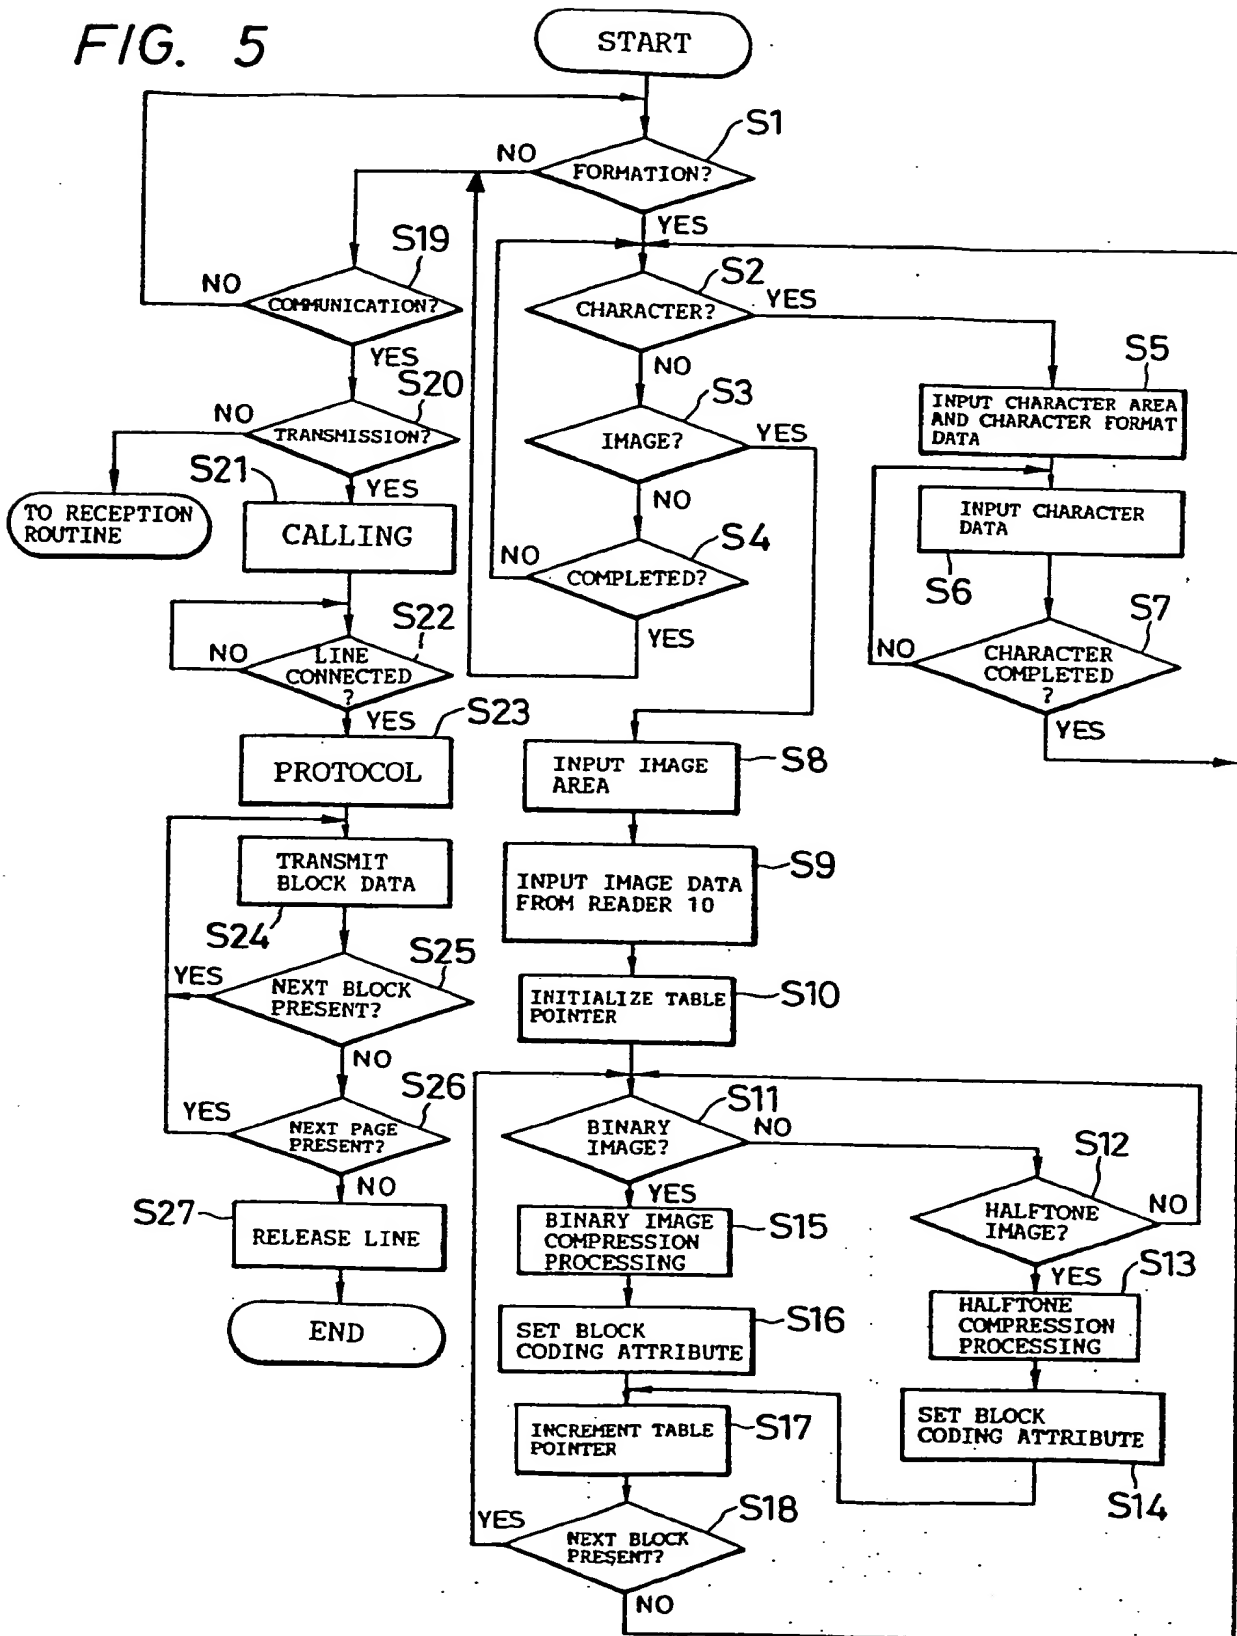 FIG. 5
START
S1
NO
FORMATION?
YES
S19
NO
COMMUNICATION?
YES
S2
CHARACTER?
YES
NO
S20
NO
TRANSMISSION?
YES
S3
IMAGE?
YES
NO
S5
INPUT CHARACTER AREA
AND CHARACTER FORMAT
DATA
TO RECEPTION
ROUTINE
S21
CALLING
S4
NO
COMPLETED?
YES
INPUT CHARACTER
DATA
S6
S7
NO
CHARACTER
COMPLETED
?
YES
S22
NO
LINE
CONNECTED
?
YES
S23
PROTOCOL
INPUT IMAGE
AREA
S8
TRANSMIT
BLOCK DATA
S24
INPUT IMAGE DATA
FROM READER 10
S9
S25
YES
NEXT BLOCK
PRESENT?
NO
INITIALIZE TABLE
POINTER
S10
S26
YES
NEXT PAGE
PRESENT?
NO
S11
BINARY
IMAGE?
NO
YES
S12
HALFTONE
IMAGE?
NO
YES
S27
RELEASE LINE
END
BINARY IMAGE
COMPRESSION
PROCESSING
S15
S13
HALFTONE
COMPRESSION
PROCESSING
SET BLOCK
CODING ATTRIBUTE
S16
SET BLOCK
CODING ATTRIBUTE
S14
INCREMENT TABLE
POINTER
S17
S18
YES
NEXT BLOCK
PRESENT?
NO